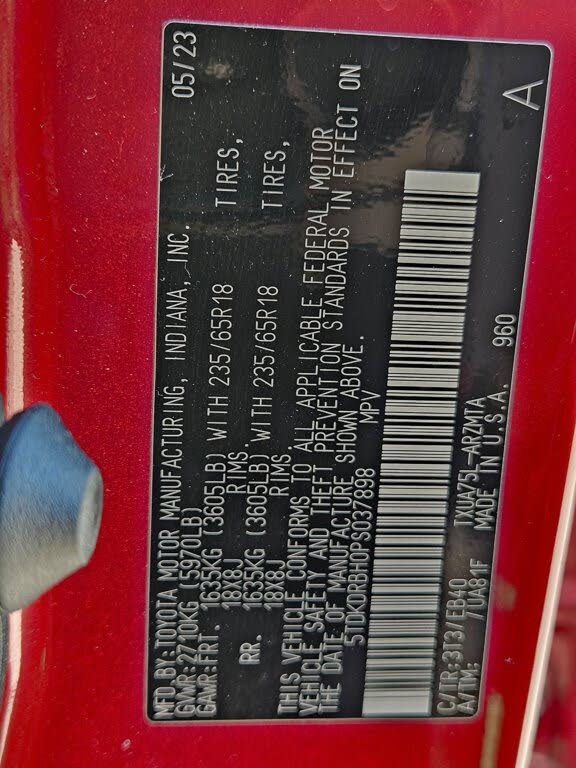 MFD.BY:TOYOTA MOTOR MANUFACTURING, INDIANA, INC. 05/23
GVWR:2710KG (5970LB)
GAWR:FRT. 1635KG (3605LB) WITH 235/65R18 TIRES,
18X8J RIMS.
RR. 1635KG (3605LB) WITH 235/65R18 TIRES,
18X8J RIMS.
THIS VEHICLE CONFORMS TO ALL APPLICABLE FEDERAL MOTOR
VEHICLE SAFETY AND THEFT PREVENTION STANDARDS IN EFFECT ON
THE DATE OF MANUFACTURE SHOWN ABOVE.
5TDKDRBH0PS037898 MPV
C/TR:3T3/EB40 TXUA75L-ARZMTA
A/TM: /UA81F MADE IN U.S.A. 960 A